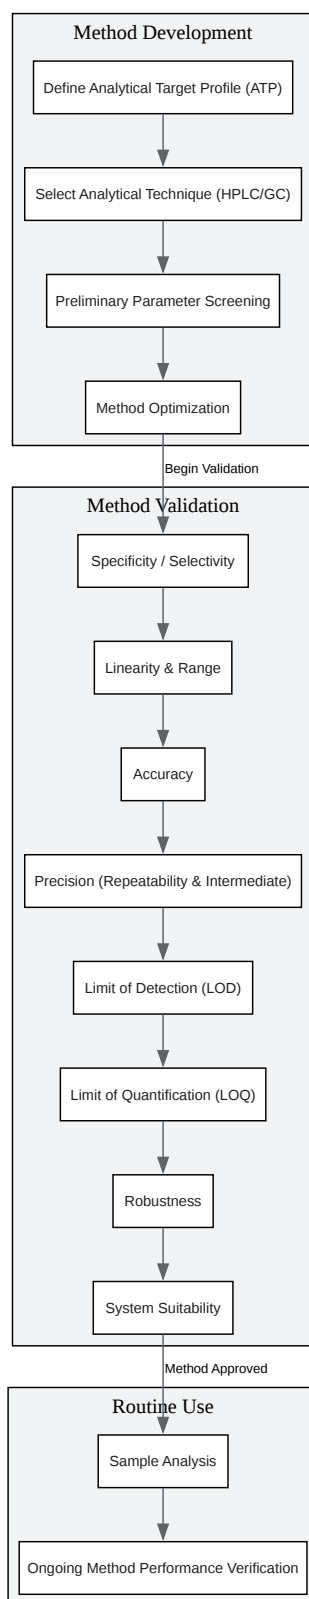 Method Development
Define Analytical Target Profile (ATP)
Select Analytical Technique (HPLC/GC)
Preliminary Parameter Screening
Method Optimization
Begin Validation
Method Validation
Specificity / Selectivity
Linearity & Range
Accuracy
Precision (Repeatability & Intermediate)
Limit of Detection (LOD)
Limit of Quantification (LOQ)
Robustness
System Suitability
Method Approved
Routine Use
Sample Analysis
Ongoing Method Performance Verification